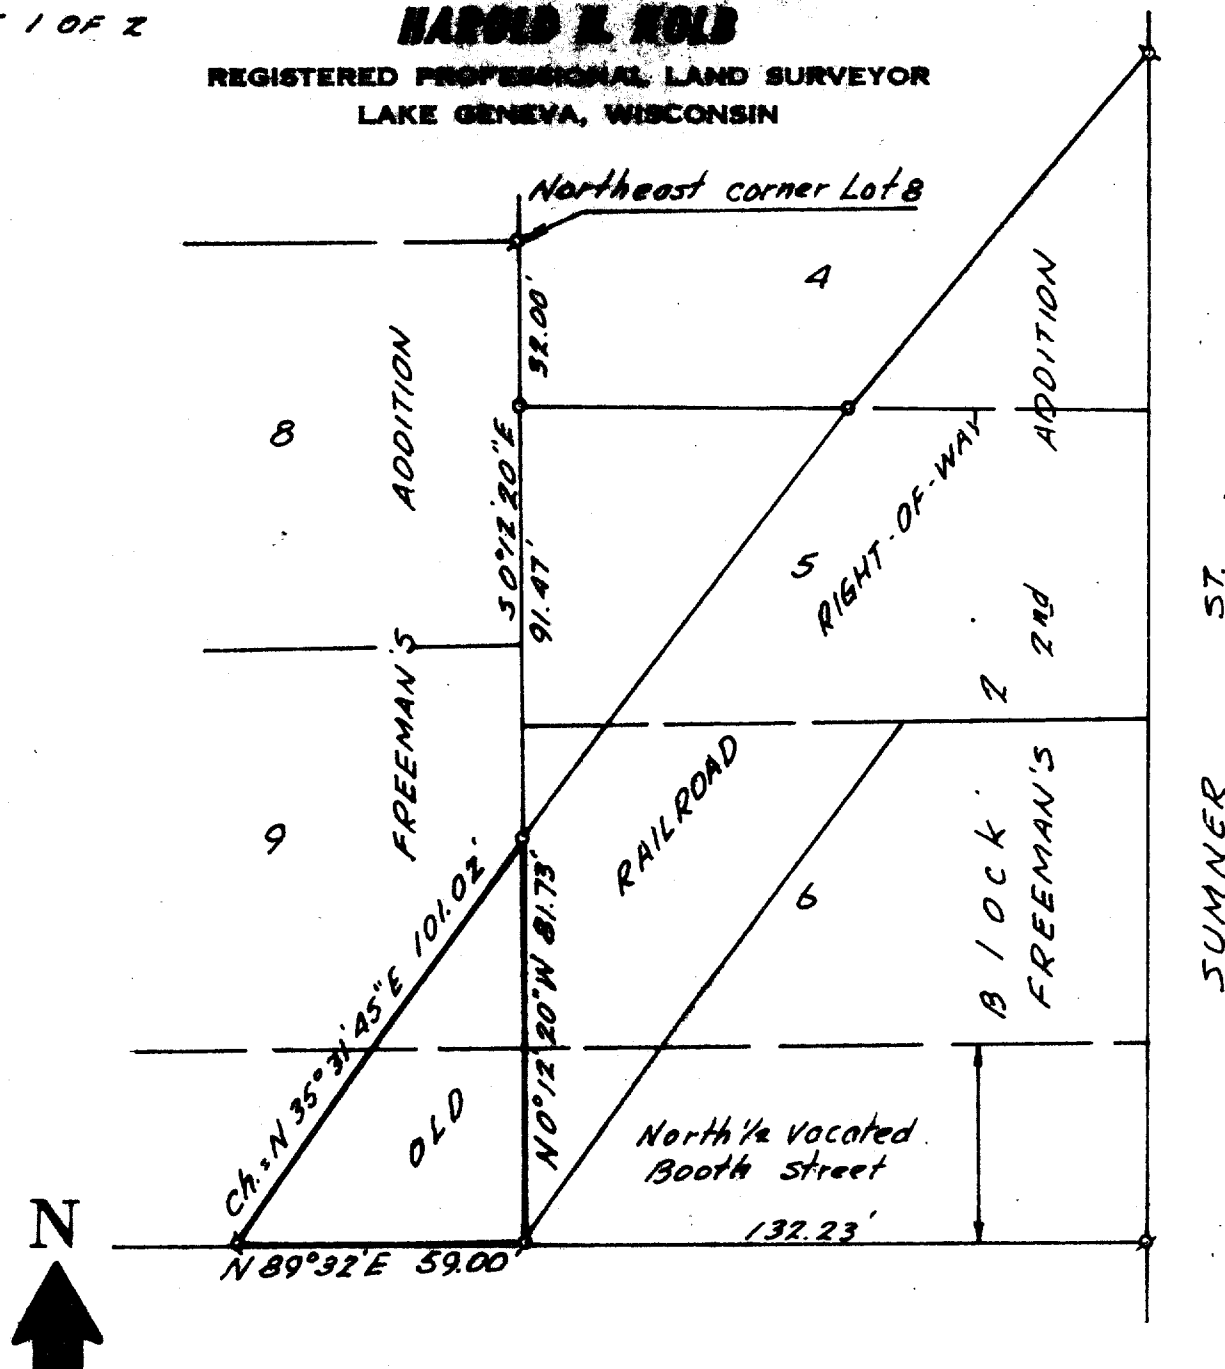 1 OF 2
HAROLD H. KOLB
REGISTERED PROFESSIONAL LAND SURVEYOR
LAKE GENEVA, WISCONSIN
Northeast corner Lot 8
4
32.00'
8
FREEMAN'S ADDITION
S 0°12'20"E
91.47'
5
RIGHT-OF-WAY
FREEMAN'S 2nd ADDITION
SUMNER ST.
9
OLD RAILROAD
6
BlOCK 2
Ch.=N 35°31'45"E 101.02'
N 0°12'20"W 81.73'
North 1/2 vacated
Booth street
132.23'
N 89°32'E 59.00'
N